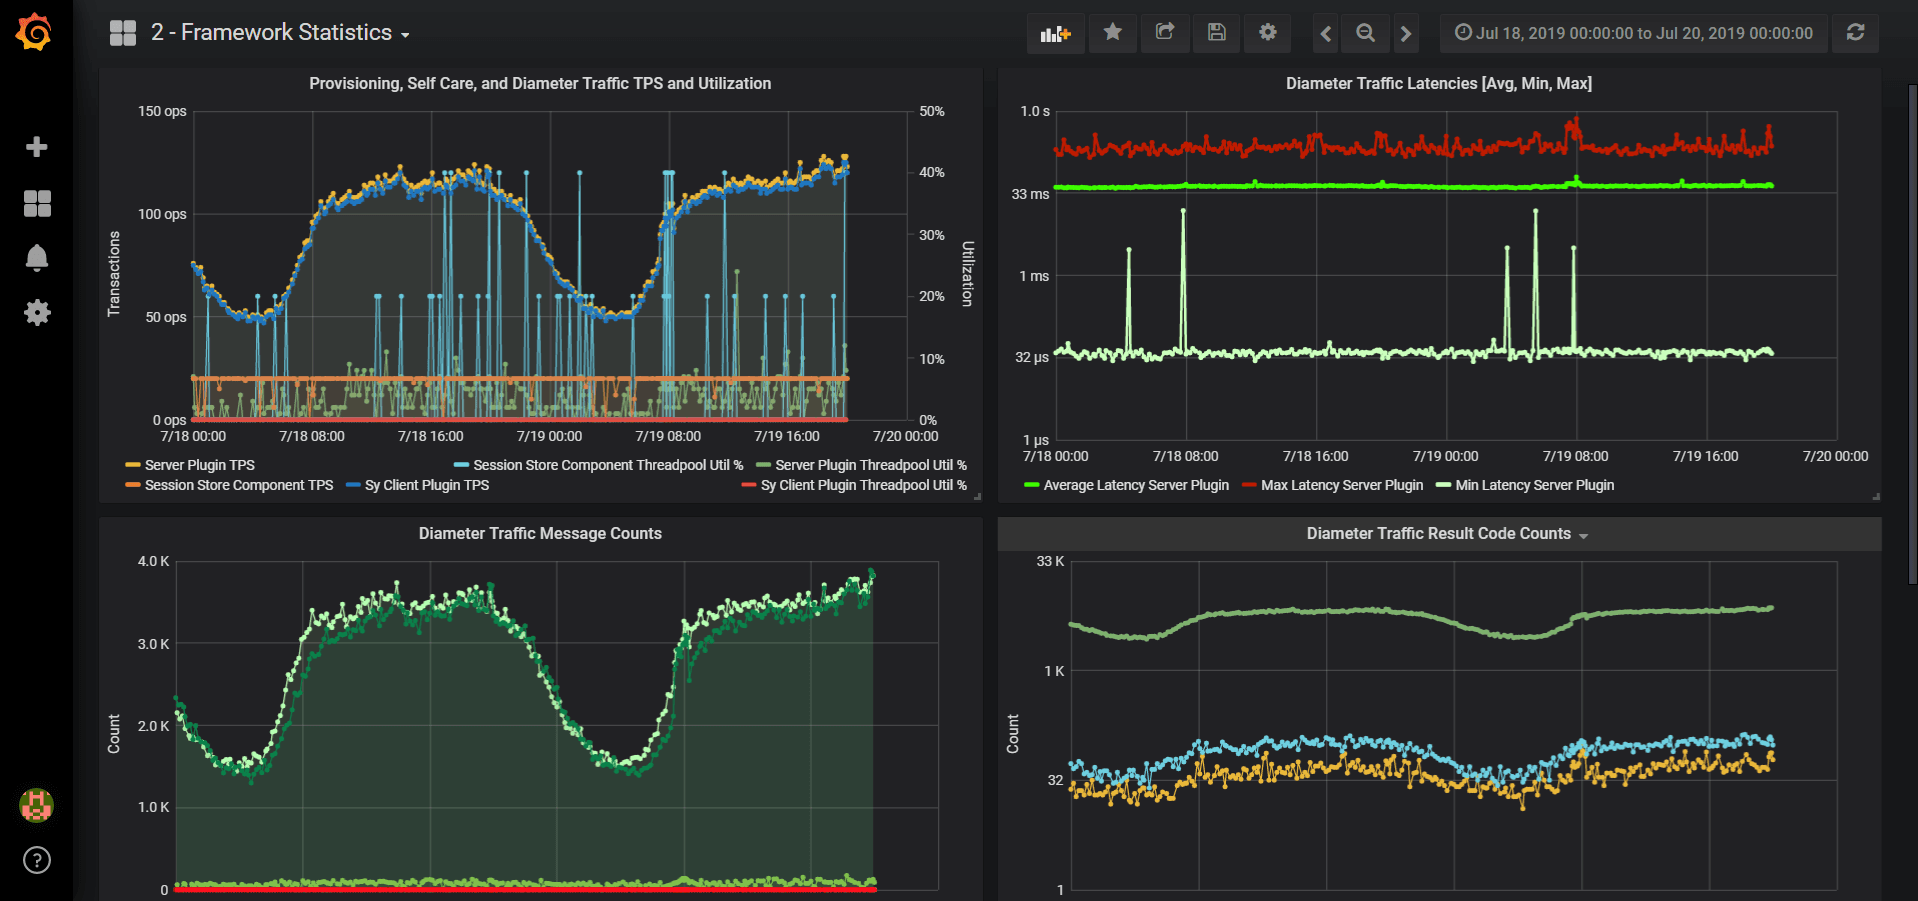 2 - Framework Statistics
Jul 18, 2019 00:00:00 to Jul 20, 2019 00:00:00
Provisioning, Self Care, and Diameter Traffic TPS and Utilization
150 ops
100 ops
50 ops
0 ops
Transactions
50%
40%
30%
20%
10%
0%
Utilization
7/18 00:00 7/18 08:00 7/18 16:00 7/19 00:00 7/19 08:00 7/19 16:00 7/20 00:00
Server Plugin TPS Session Store Component Threadpool Util % Server Plugin Threadpool Util %
Session Store Component TPS Sy Client Plugin TPS Sy Client Plugin Threadpool Util %
Diameter Traffic Latencies [Avg, Min, Max]
1.0 s
33 ms
1 ms
32 µs
1 µs
7/18 00:00 7/18 08:00 7/18 16:00 7/19 00:00 7/19 08:00 7/19 16:00 7/20 00:00
Average Latency Server Plugin Max Latency Server Plugin Min Latency Server Plugin
Diameter Traffic Message Counts
4.0 K
3.0 K
2.0 K
1.0 K
0
Count
Diameter Traffic Result Code Counts
33 K
1 K
32
1
Count